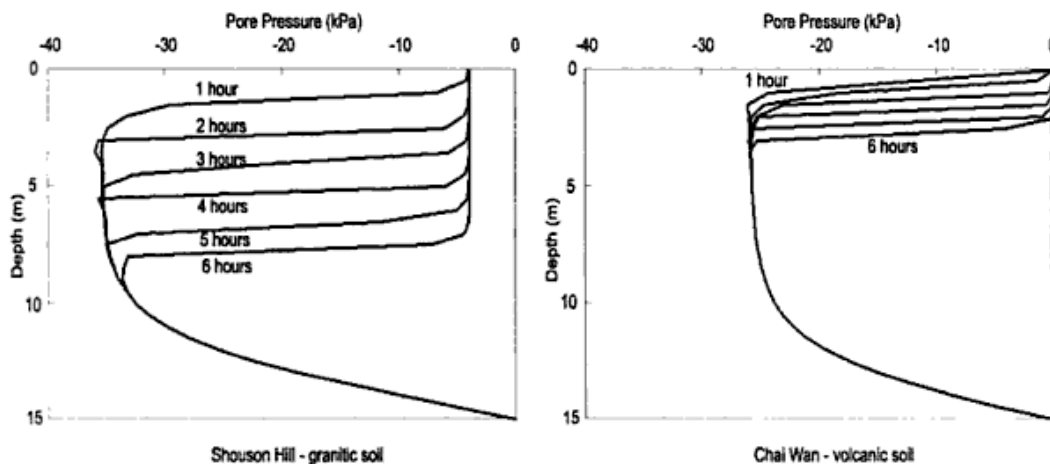 Pore Pressure (kPa)
-40 -30 -20 -10 0
0
5
10
15
Depth (m)
1 hour
2 hours
3 hours
4 hours
5 hours
6 hours
Shouson Hill - granitic soil
Pore Pressure (kPa)
-40 -30 -20 -10 0
0
5
10
15
Depth (m)
1 hour
6 hours
Chai Wan - volcanic soil